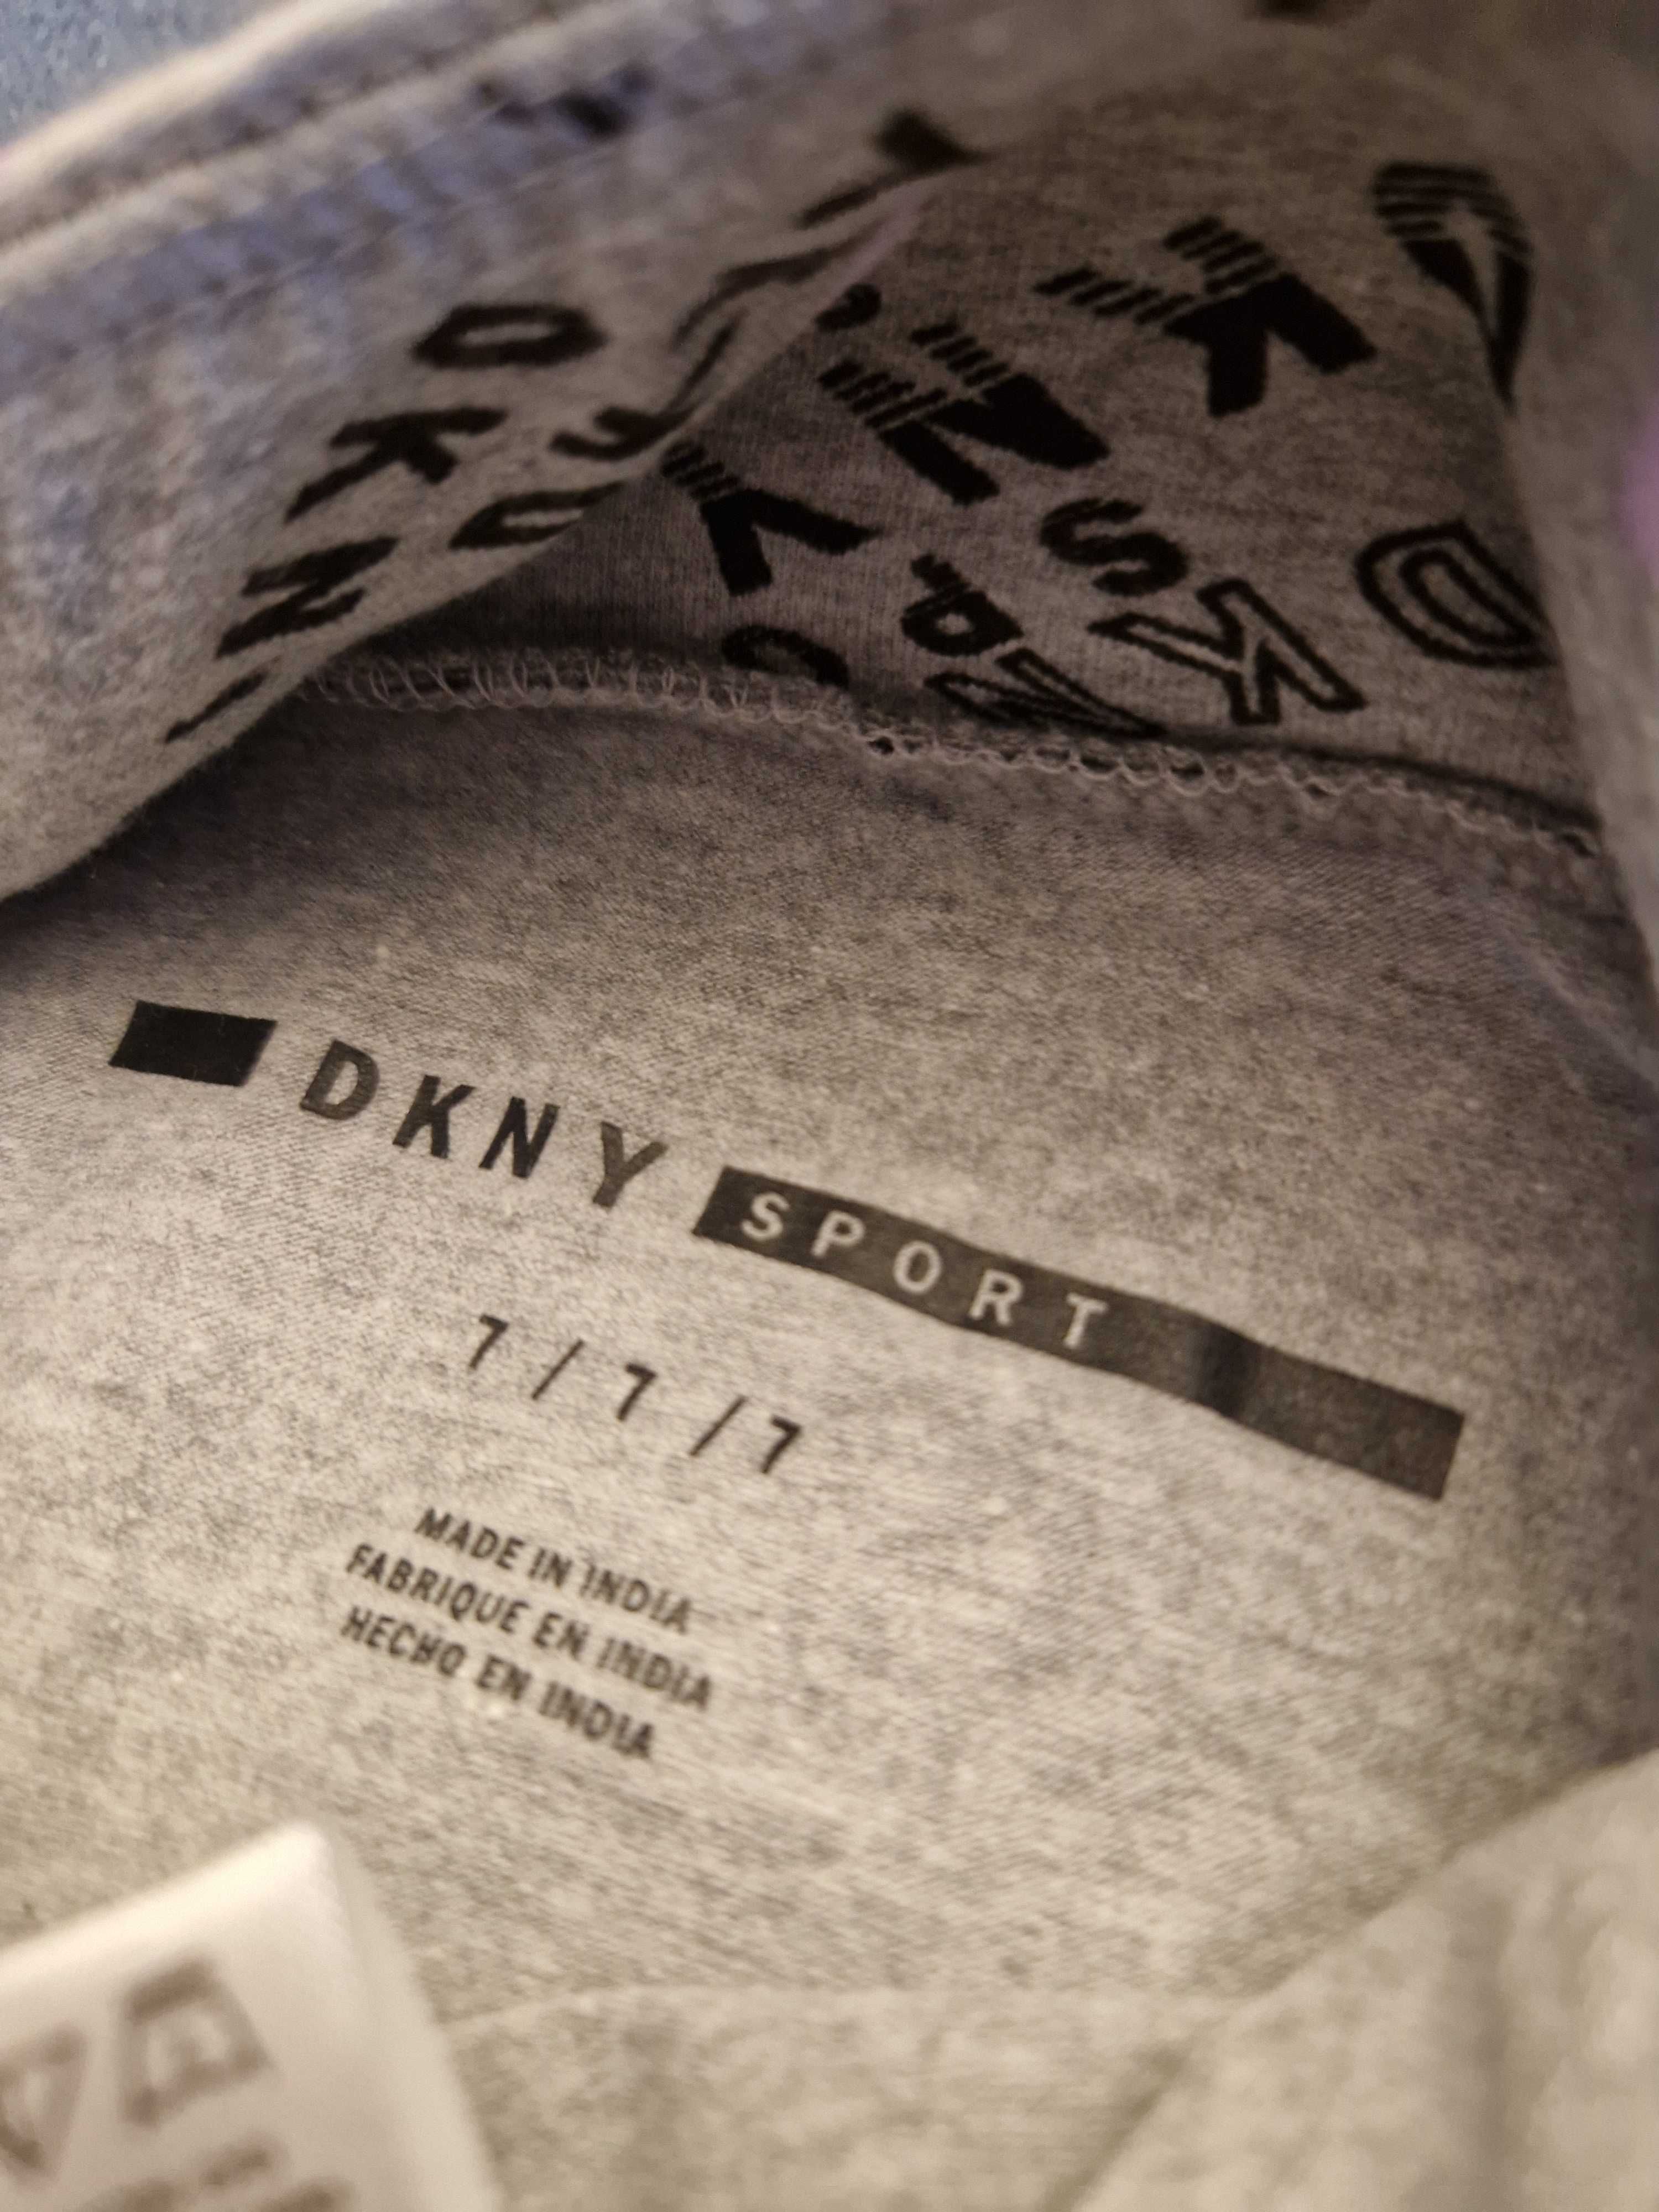 DKNY SPORT
7/7/7
MADE IN INDIA
FABRIQUE EN INDIA
HECHO EN INDIA